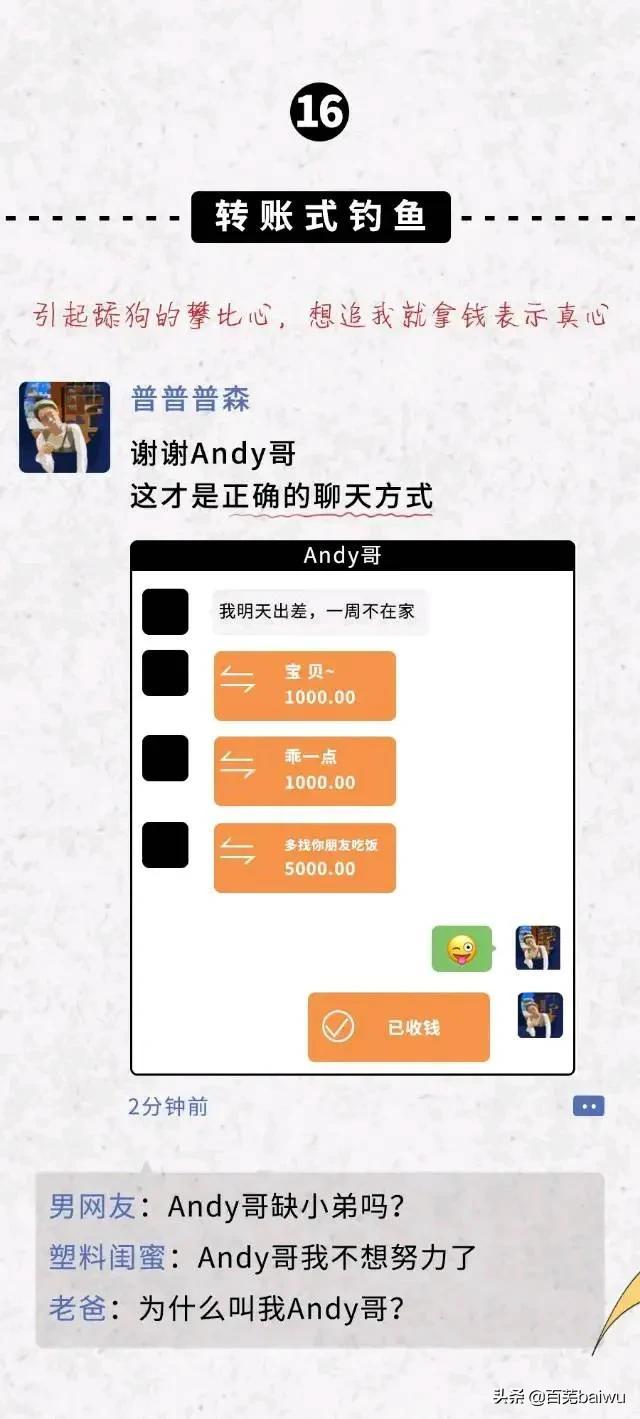 16
转账式钓鱼
引起舔狗的攀比心，想追我就拿钱表示真心
普普普森
谢谢Andy哥
这才是正确的聊天方式
Andy哥
我明天出差，一周不在家
宝 贝~
1000.00
乖一点
1000.00
多找你朋友吃饭
5000.00
已收钱
2分钟前
男网友：Andy哥缺小弟吗？
塑料闺蜜：Andy哥我不想努力了
老爸：为什么叫我Andy哥？
头条 @百芜baiwu